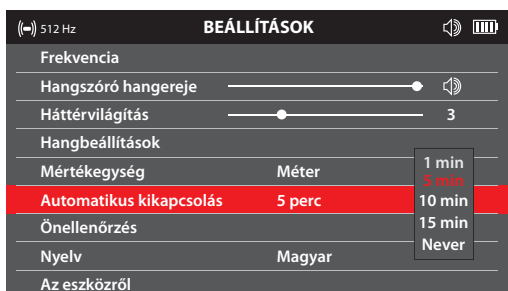 512 Hz BEÁLLÍTÁSOK
Frekvencia
Hangszóró hangereje
Háttérvilágítás 3
Hangbeállítások
Mértékegység Méter
Automatikus kikapcsolás 5 perc
Önellenőrzés
Nyelv Magyar
Az eszközről
1 min
5 min
10 min
15 min
Never